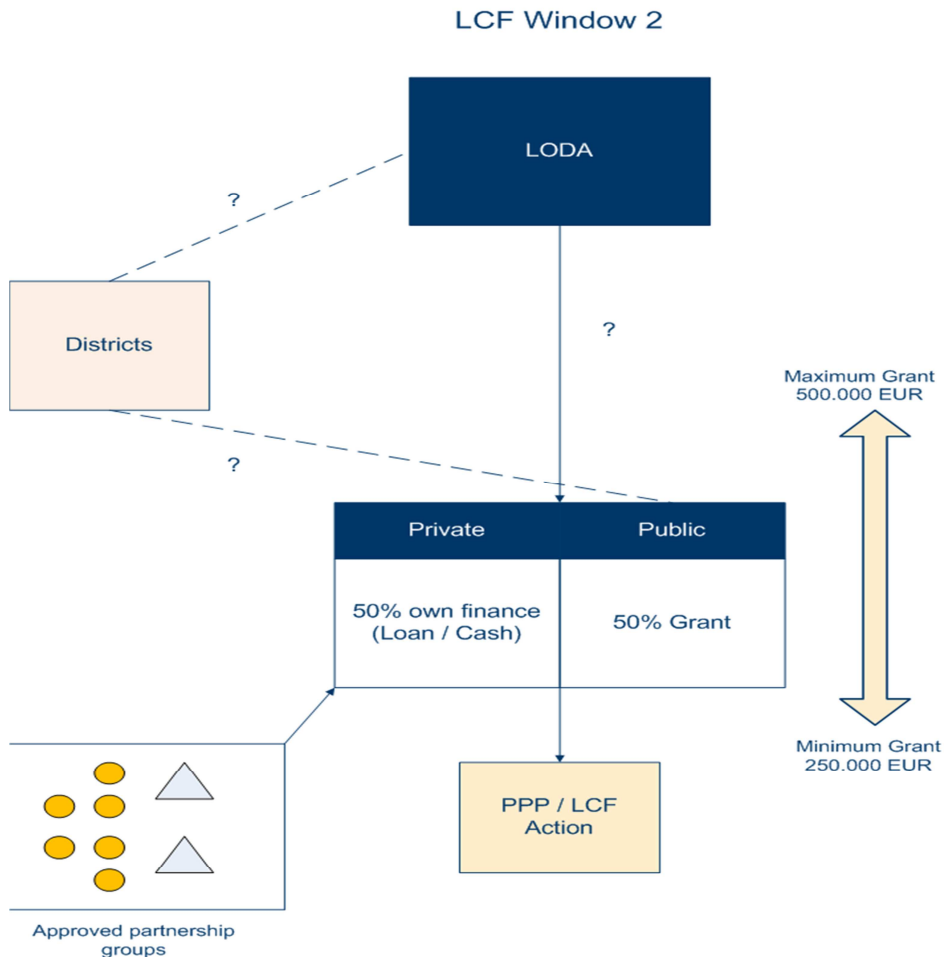 LCF Window 2
LODA
?
Districts
?
Maximum Grant
500.000 EUR
?
Private
Public
50% own finance
(Loan / Cash)
50% Grant
Minimum Grant
250.000 EUR
PPP / LCF
Action
Approved partnership
groups